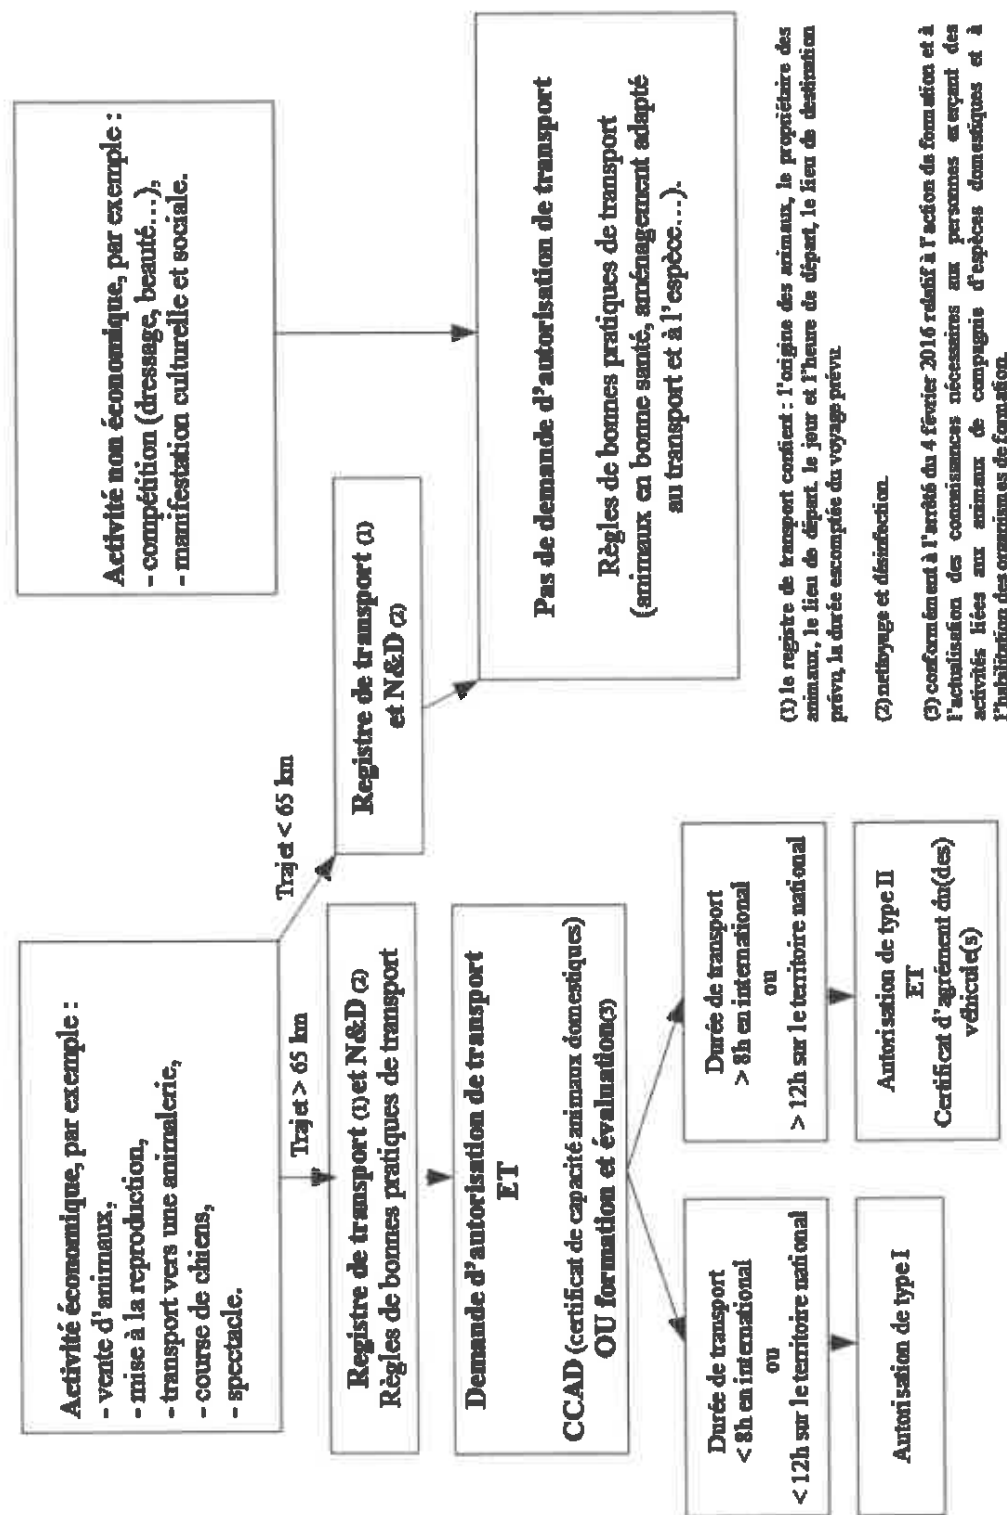 Activité économique, par exemple :
- vente d'animaux,
- mise à la reproduction,
- transport vers une animalerie,
- course de chiens,
- spectacle.
Activité non économique, par exemple :
- compétition (dressage, beauté…),
- manifestation culturelle et sociale.
Trajet > 65 km
Trajet < 65 km
Registre de transport (1) et N&D (2)
Règles de bonnes pratiques de transport
Registre de transport (1)
et N&D (2)
Demande d'autorisation de transport
ET
CCAD (certificat de capacité animaux domestiques)
OU formation et évaluation(3)
Pas de demande d'autorisation de transport
Règles de bonnes pratiques de transport
(animaux en bonne santé, aménagement adapté
au transport et à l'espèce…).
Durée de transport
< 8h en international
ou
< 12h sur le territoire national
Durée de transport
> 8h en international
ou
> 12h sur le territoire national
Autorisation de type I
Autorisation de type II
ET
Certificat d'agrément du(des)
véhicule(s)
(1) le registre de transport contient : l'origine des animaux, le propriétaire des
animaux, le lieu de départ, le jour et l'heure de départ, le lieu de destination
prévu, la durée escomptée du voyage prévu.
(2) nettoyage et désinfection.
(3) conformément à l'arrêté du 4 février 2016 relatif à l'action de formation et à
l'actualisation des connaissances nécessaires aux personnes exerçant des
activités liées aux animaux de compagnie d'espèces domestiques et à
l'habilitation des organismes de formation.